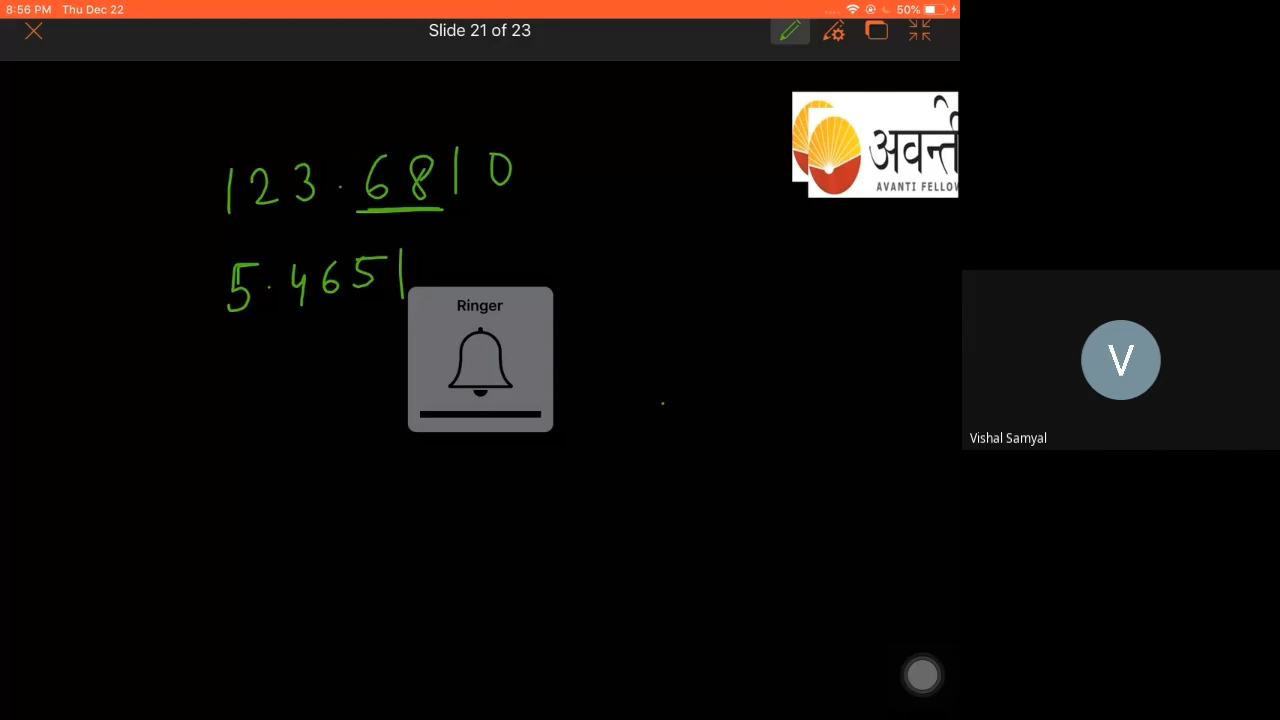 8:56 PM Thu Dec 22 50%
Slide 21 of 23
अवन्ती
AVANTI FELLOW
123.6810
5.4651
Ringer
V
Vishal Samyal